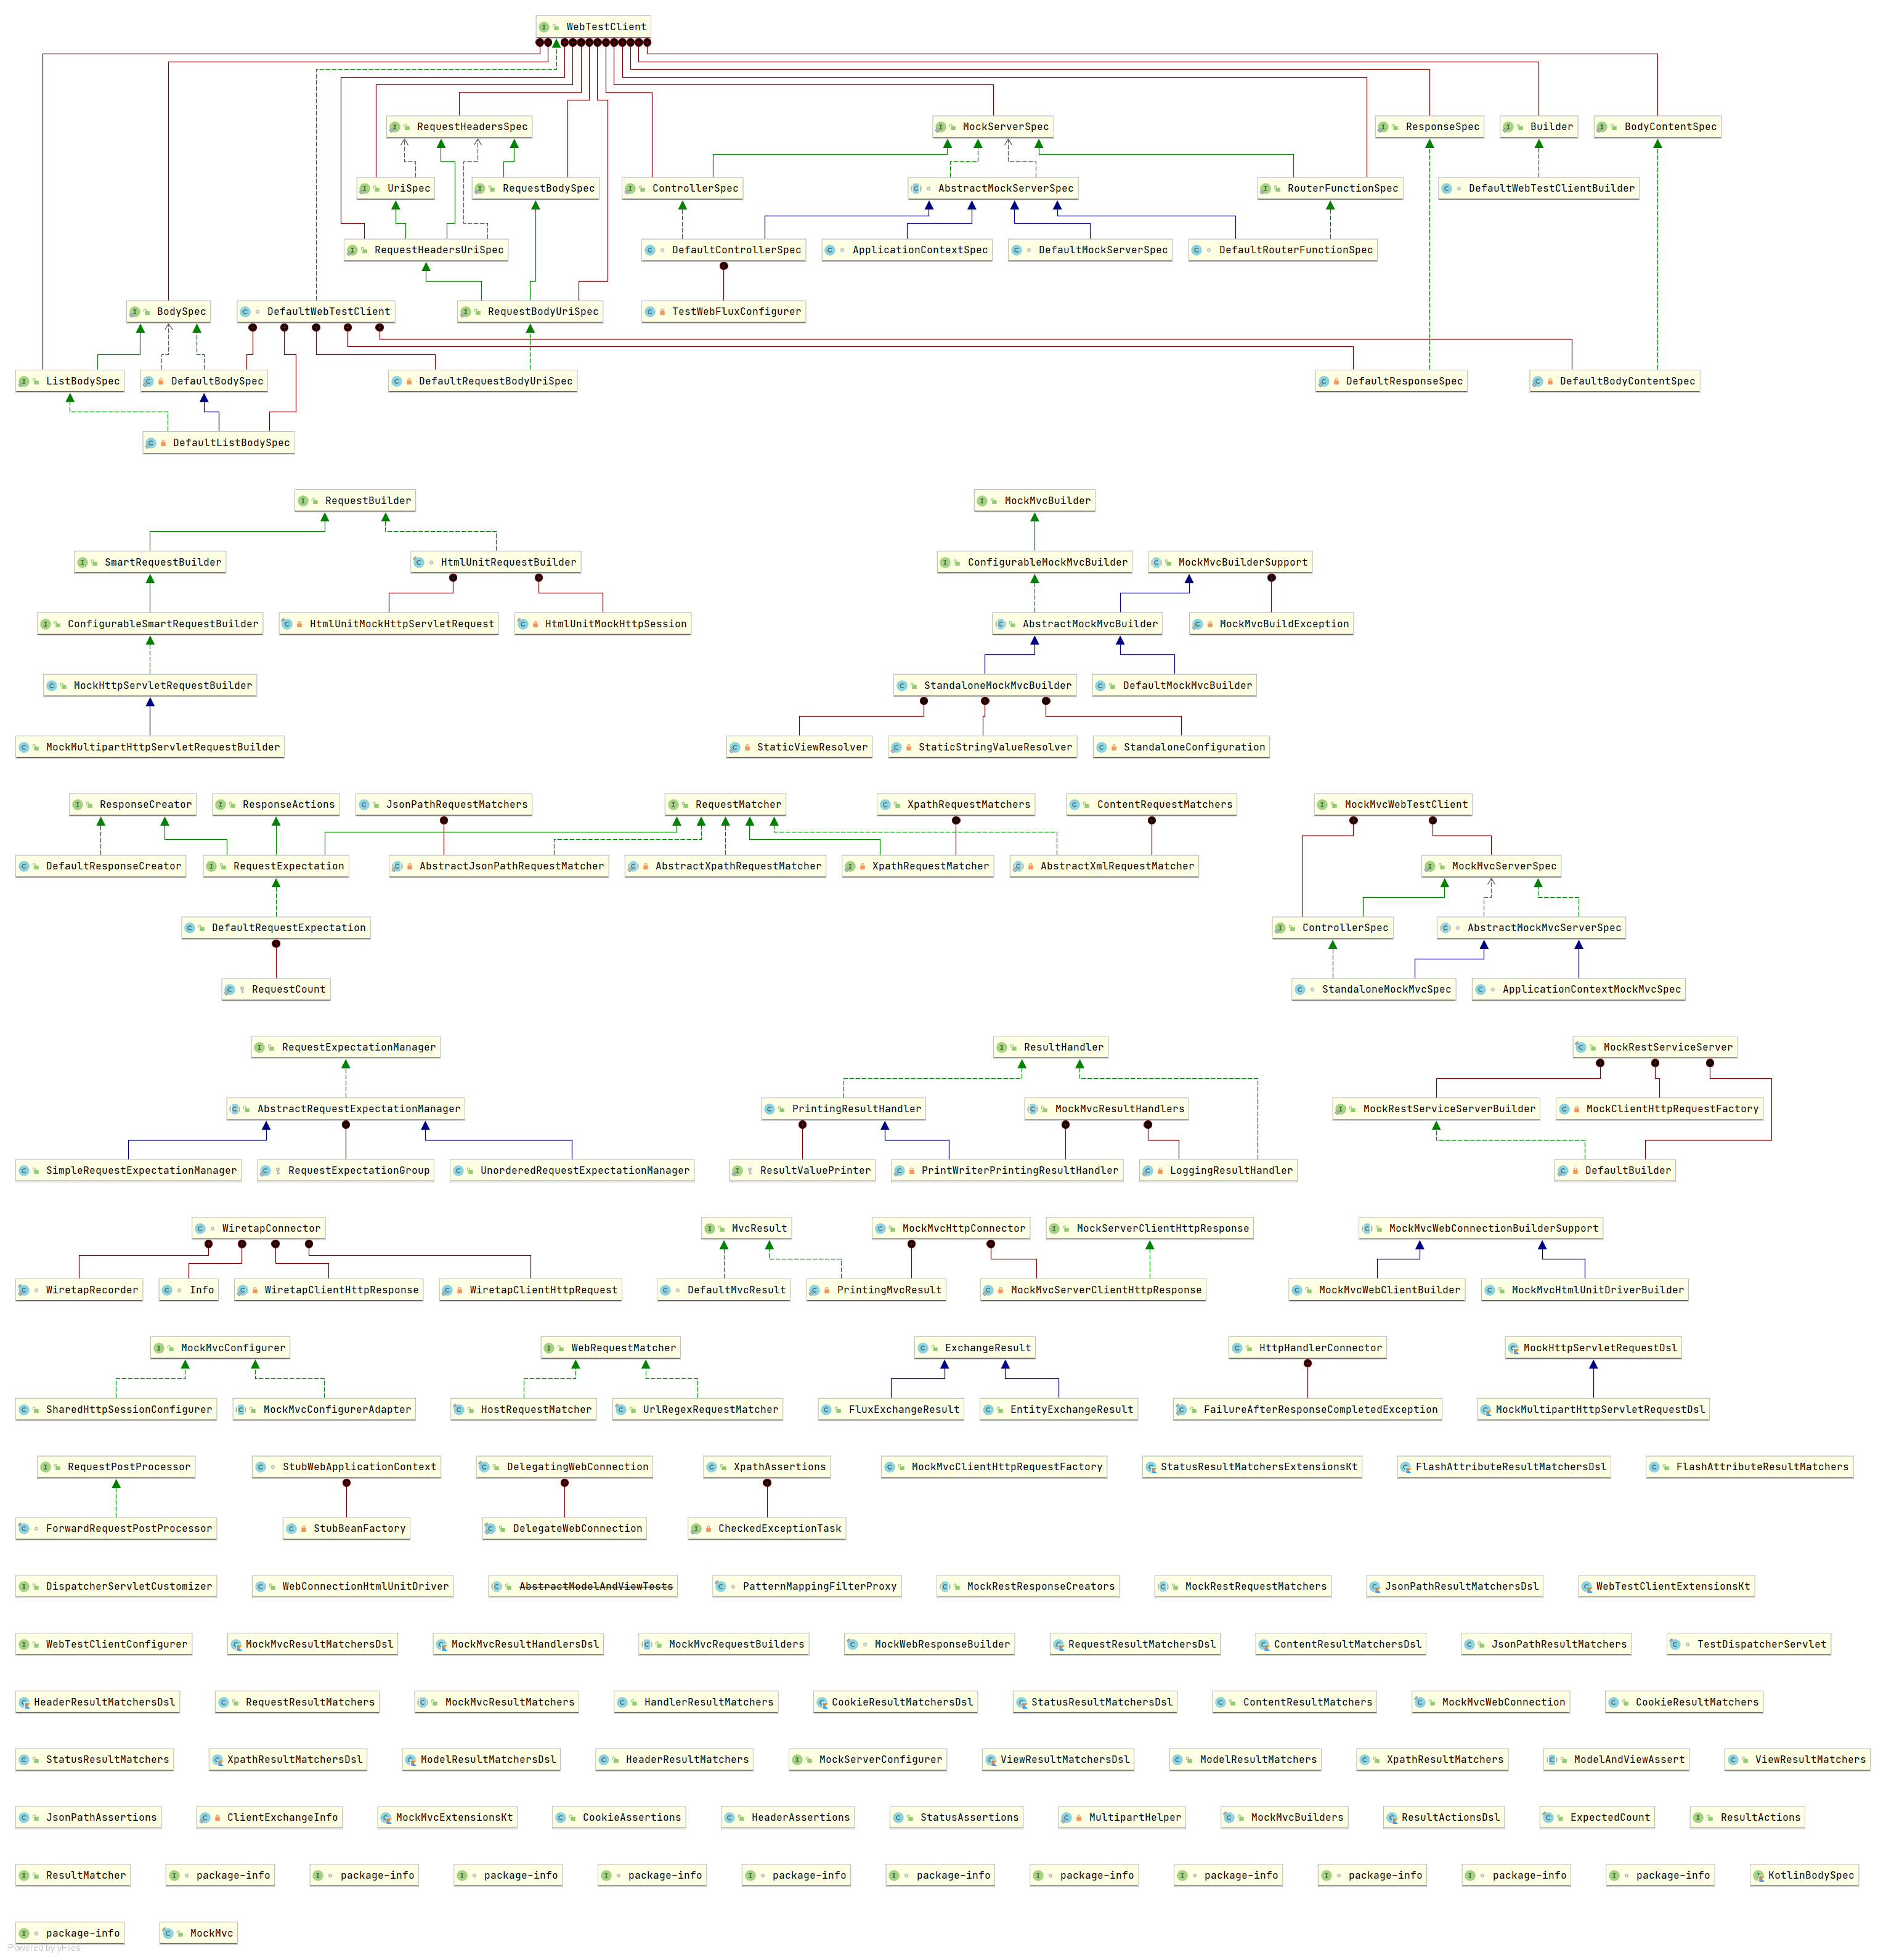 WebTestClient
RequestHeadersSpec
MockServerSpec
ResponseSpec
Builder
BodyContentSpec
UriSpec
RequestBodySpec
ControllerSpec
AbstractMockServerSpec
RouterFunctionSpec
DefaultWebTestClientBuilder
RequestHeadersUriSpec
DefaultControllerSpec
ApplicationContextSpec
DefaultMockServerSpec
DefaultRouterFunctionSpec
BodySpec
DefaultWebTestClient
RequestBodyUriSpec
TestWebFluxConfigurer
ListBodySpec
DefaultBodySpec
DefaultRequestBodyUriSpec
DefaultResponseSpec
DefaultBodyContentSpec
DefaultListBodySpec
RequestBuilder
MockMvcBuilder
SmartRequestBuilder
HtmlUnitRequestBuilder
ConfigurableMockMvcBuilder
MockMvcBuilderSupport
ConfigurableSmartRequestBuilder
HtmlUnitMockHttpServletRequest
HtmlUnitMockHttpSession
AbstractMockMvcBuilder
MockMvcBuildException
MockHttpServletRequestBuilder
StandaloneMockMvcBuilder
DefaultMockMvcBuilder
MockMultipartHttpServletRequestBuilder
StaticViewResolver
StaticStringValueResolver
StandaloneConfiguration
ResponseCreator
ResponseActions
JsonPathRequestMatchers
RequestMatcher
XpathRequestMatchers
ContentRequestMatchers
MockMvcWebTestClient
DefaultResponseCreator
RequestExpectation
AbstractJsonPathRequestMatcher
AbstractXpathRequestMatcher
XpathRequestMatcher
AbstractXmlRequestMatcher
MockMvcServerSpec
DefaultRequestExpectation
ControllerSpec
AbstractMockMvcServerSpec
RequestCount
StandaloneMockMvcSpec
ApplicationContextMockMvcSpec
RequestExpectationManager
ResultHandler
MockRestServiceServer
AbstractRequestExpectationManager
PrintingResultHandler
MockMvcResultHandlers
MockRestServiceServerBuilder
MockClientHttpRequestFactory
SimpleRequestExpectationManager
RequestExpectationGroup
UnorderedRequestExpectationManager
ResultValuePrinter
PrintWriterPrintingResultHandler
LoggingResultHandler
DefaultBuilder
WiretapConnector
MvcResult
MockMvcHttpConnector
MockServerClientHttpResponse
MockMvcWebConnectionBuilderSupport
WiretapRecorder
Info
WiretapClientHttpResponse
WiretapClientHttpRequest
DefaultMvcResult
PrintingMvcResult
MockMvcServerClientHttpResponse
MockMvcWebClientBuilder
MockMvcHtmlUnitDriverBuilder
MockMvcConfigurer
WebRequestMatcher
ExchangeResult
HttpHandlerConnector
MockHttpServletRequestDsl
SharedHttpSessionConfigurer
MockMvcConfigurerAdapter
HostRequestMatcher
UrlRegexRequestMatcher
FluxExchangeResult
EntityExchangeResult
FailureAfterResponseCompletedException
MockMultipartHttpServletRequestDsl
RequestPostProcessor
StubWebApplicationContext
DelegatingWebConnection
XpathAssertions
MockMvcClientHttpRequestFactory
StatusResultMatchersExtensionsKt
FlashAttributeResultMatchersDsl
FlashAttributeResultMatchers
ForwardRequestPostProcessor
StubBeanFactory
DelegateWebConnection
CheckedExceptionTask
DispatcherServletCustomizer
WebConnectionHtmlUnitDriver
AbstractModelAndViewTests
PatternMappingFilterProxy
MockRestResponseCreators
MockRestRequestMatchers
JsonPathResultMatchersDsl
WebTestClientExtensionsKt
WebTestClientConfigurer
MockMvcResultMatchersDsl
MockMvcResultHandlersDsl
MockMvcRequestBuilders
MockWebResponseBuilder
RequestResultMatchersDsl
ContentResultMatchersDsl
JsonPathResultMatchers
TestDispatcherServlet
HeaderResultMatchersDsl
RequestResultMatchers
MockMvcResultMatchers
HandlerResultMatchers
CookieResultMatchersDsl
StatusResultMatchersDsl
ContentResultMatchers
MockMvcWebConnection
CookieResultMatchers
StatusResultMatchers
XpathResultMatchersDsl
ModelResultMatchersDsl
HeaderResultMatchers
MockServerConfigurer
ViewResultMatchersDsl
ModelResultMatchers
XpathResultMatchers
ModelAndViewAssert
ViewResultMatchers
JsonPathAssertions
ClientExchangeInfo
MockMvcExtensionsKt
CookieAssertions
HeaderAssertions
StatusAssertions
MultipartHelper
MockMvcBuilders
ResultActionsDsl
ExpectedCount
ResultActions
ResultMatcher
package-info
package-info
package-info
package-info
package-info
package-info
package-info
package-info
package-info
package-info
package-info
KotlinBodySpec
package-info
MockMvc
Powered by yFiles